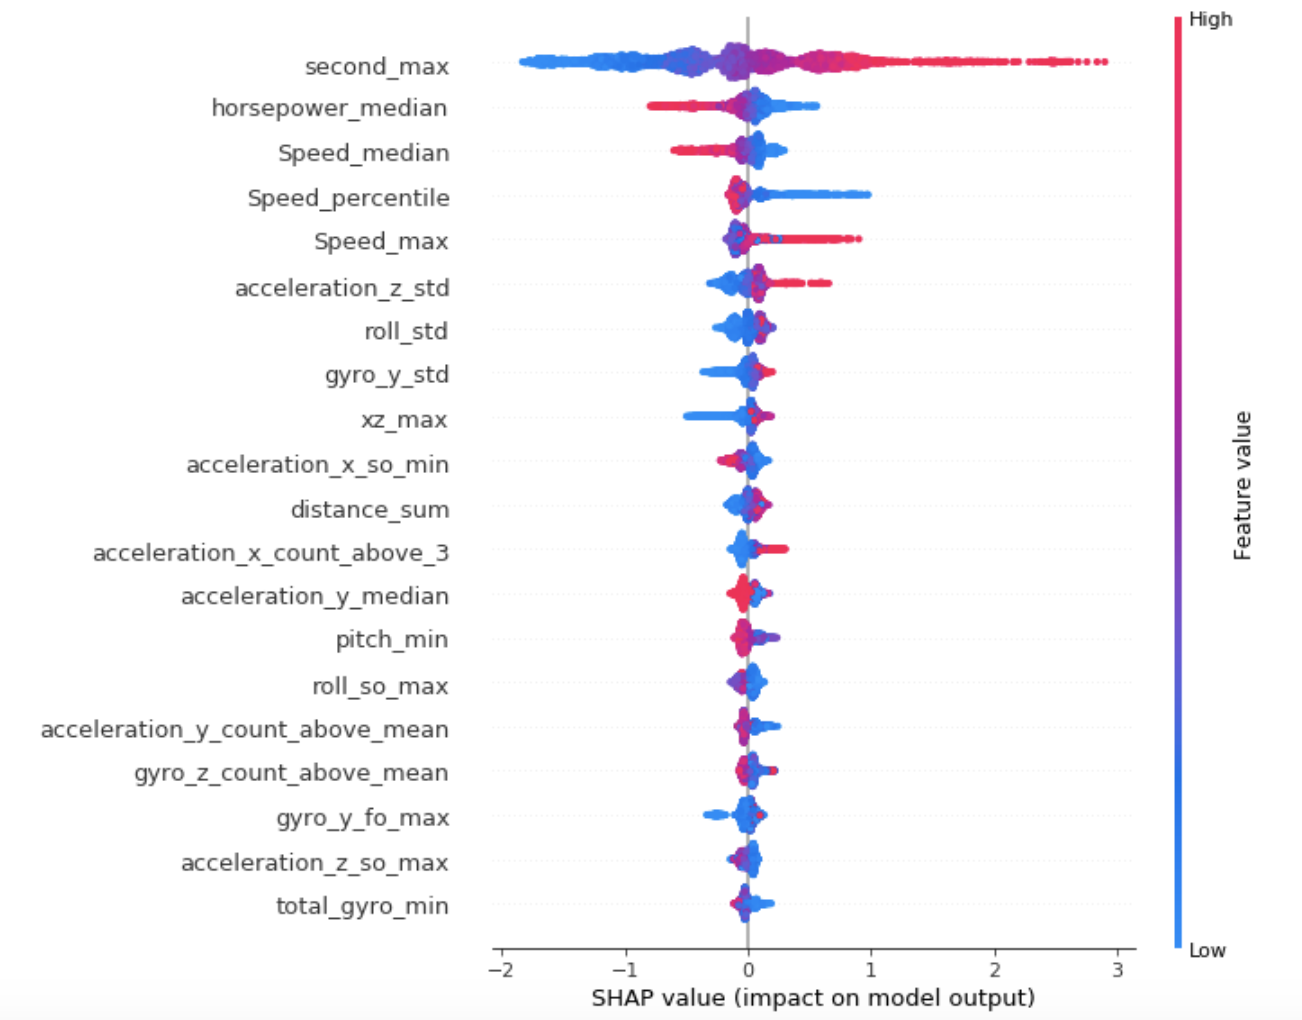 High
second_max
horsepower_median
Speed_median
Speed_percentile
Speed_max
acceleration_z_std
roll_std
gyro_y_std
xz_max
acceleration_x_so_min
distance_sum
acceleration_x_count_above_3
acceleration_y_median
pitch_min
roll_so_max
acceleration_y_count_above_mean
gyro_z_count_above_mean
gyro_y_fo_max
acceleration_z_so_max
total_gyro_min
Feature value
Low
−2 −1 0 1 2 3
SHAP value (impact on model output)